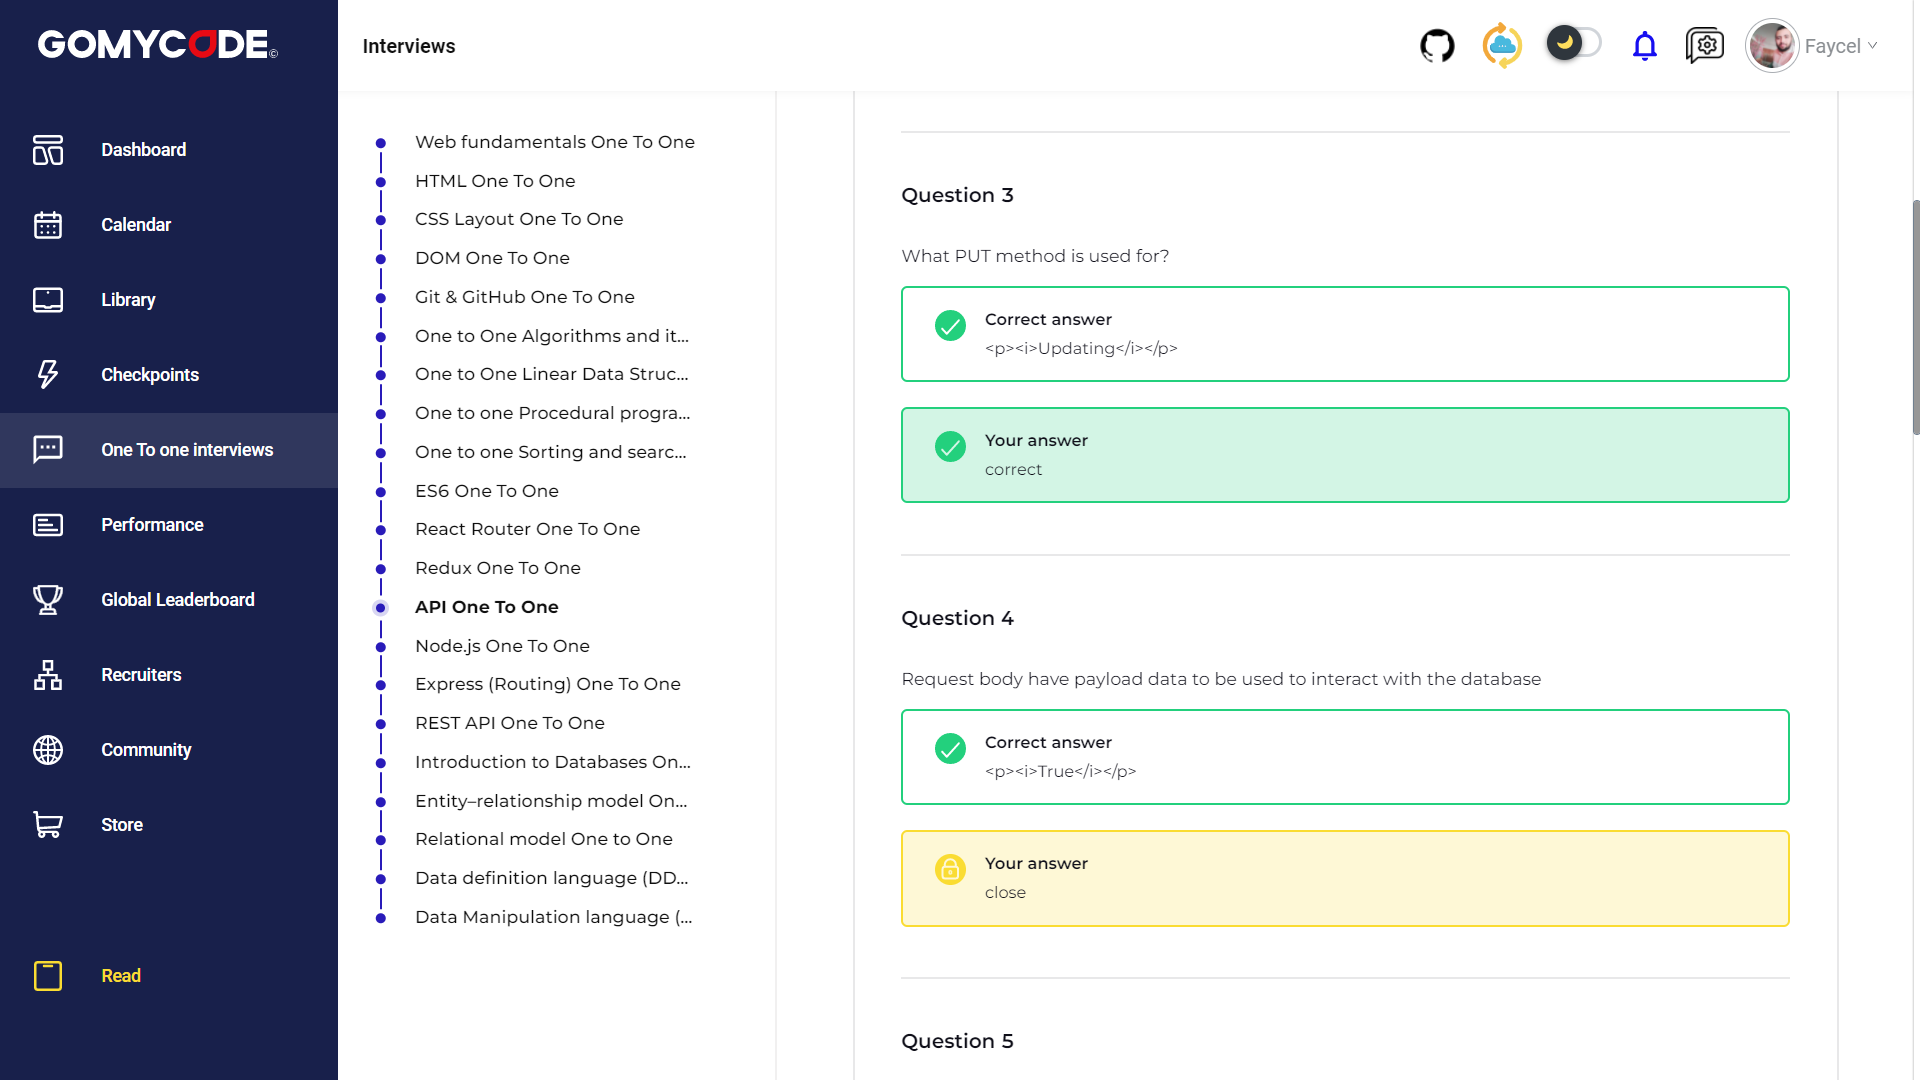 GOMYCODE©
Dashboard
Calendar
Library
Checkpoints
One To one interviews
Performance
Global Leaderboard
Recruiters
Community
Store
Read
Interviews
Faycel
Web fundamentals One To One
HTML One To One
CSS Layout One To One
DOM One To One
Git & GitHub One To One
One to One Algorithms and it...
One to One Linear Data Struc...
One to one Procedural progra...
One to one Sorting and searc...
ES6 One To One
React Router One To One
Redux One To One
API One To One
Node.js One To One
Express (Routing) One To One
REST API One To One
Introduction to Databases On...
Entity–relationship model On...
Relational model One to One
Data definition language (DD...
Data Manipulation language (...
Question 3
What PUT method is used for?
Correct answer
<p><i>Updating</i></p>
Your answer
correct
Question 4
Request body have payload data to be used to interact with the database
Correct answer
<p><i>True</i></p>
Your answer
close
Question 5